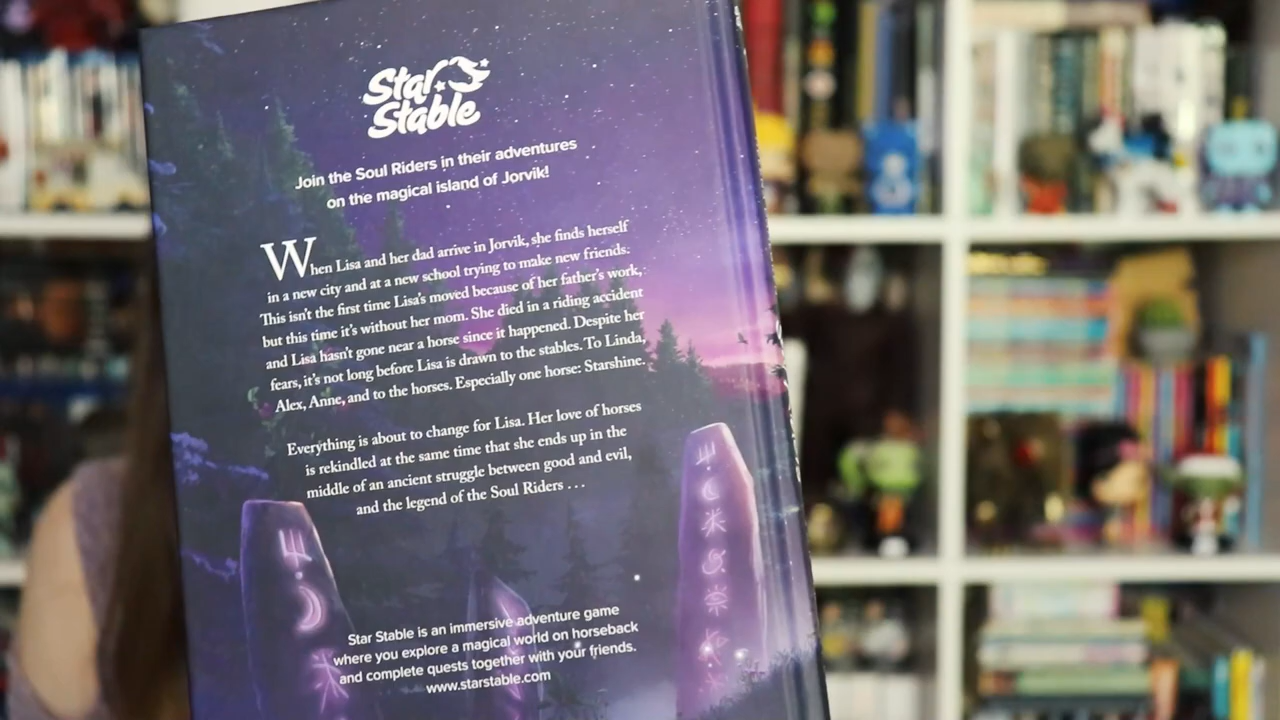 Star
Stable
Join the Soul Riders in their adventures
on the magical island of Jorvik!
When Lisa and her dad arrive in Jorvik, she finds herself
in a new city and at a new school trying to make new friends.
This isn't the first time Lisa's moved because of her father's work,
but this time it's without her mom. She died in a riding accident
and Lisa hasn't gone near a horse since it happened. Despite her
fears, it's not long before Lisa is drawn to the stables. To Linda,
Alex, Anne, and to the horses. Especially one horse: Starshine.
Everything is about to change for Lisa. Her love of horses
is rekindled at the same time that she ends up in the
middle of an ancient struggle between good and evil,
and the legend of the Soul Riders . . .
Star Stable is an immersive adventure game
where you explore a magical world on horseback
and complete quests together with your friends.
www.starstable.com